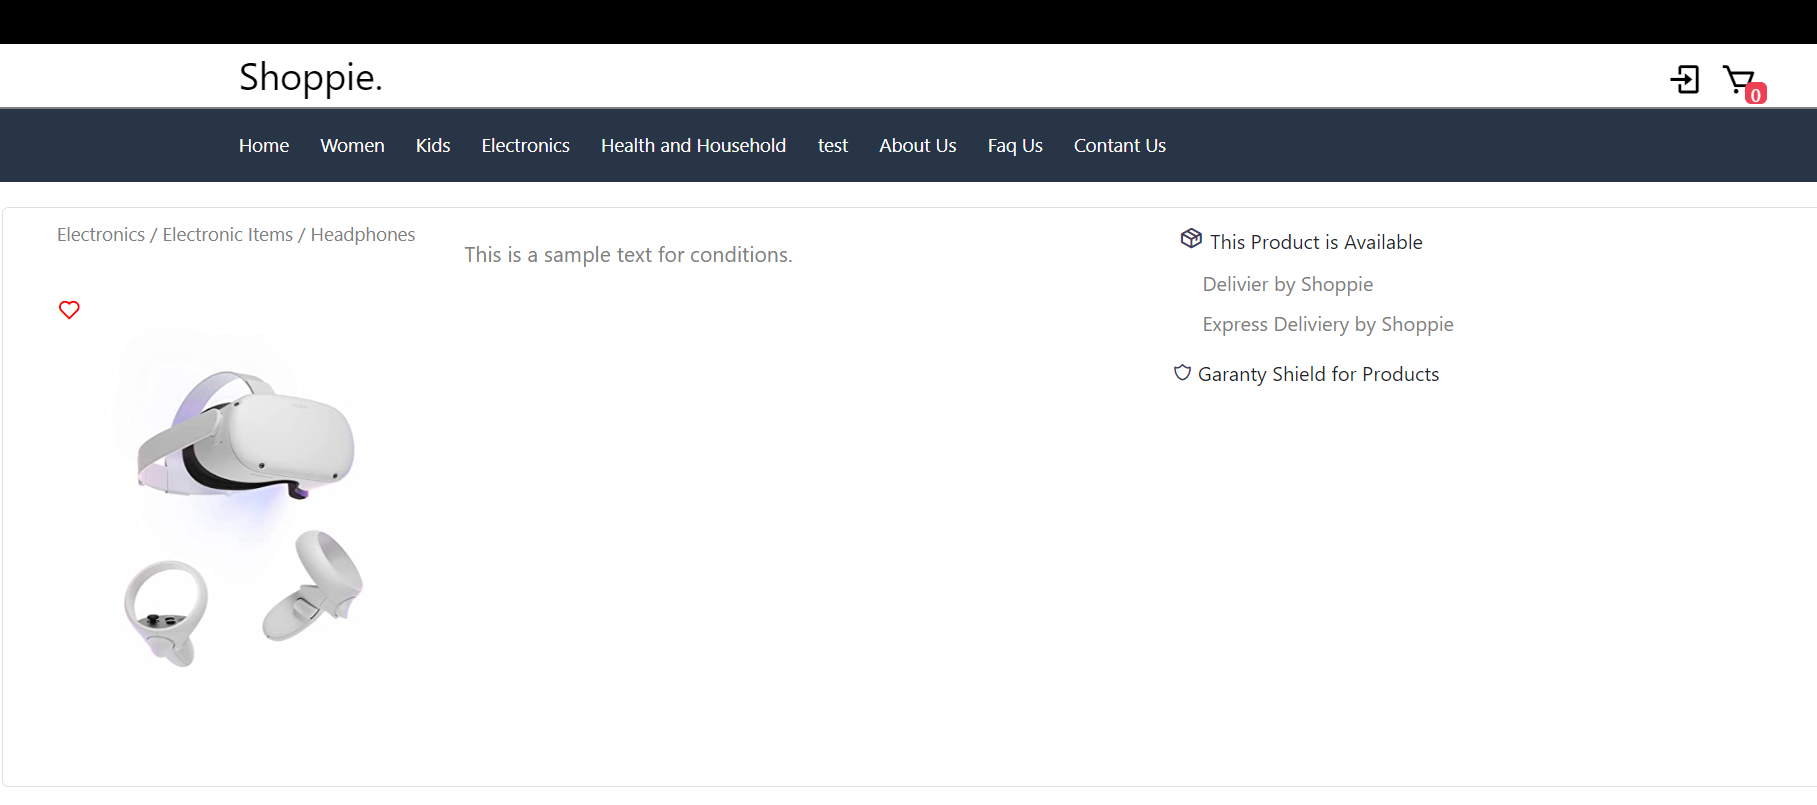 Shoppie.
0
Home Women Kids Electronics Health and Household test About Us Faq Us Contant Us
Electronics / Electronic Items / Headphones
This is a sample text for conditions.
This Product is Available
Delivier by Shoppie
Express Deliviery by Shoppie
Garanty Shield for Products